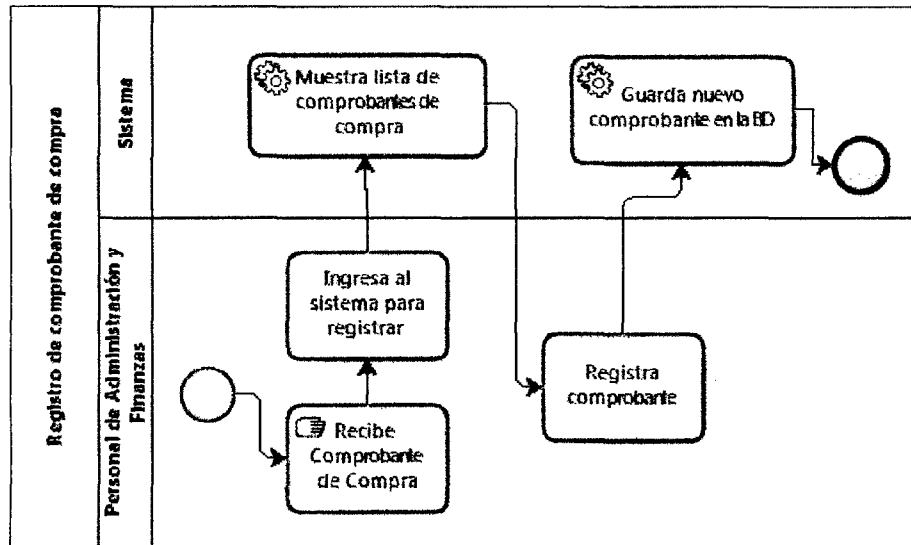 Registro de comprobante de compra
Sistema
Muestra lista de
comprobantes de
compra
Guarda nuevo
comprobante en la BD
Personal de Administración y
Finanzas
Ingresa al
sistema para
registrar
Recibe
Comprobante
de Compra
Registra
comprobante